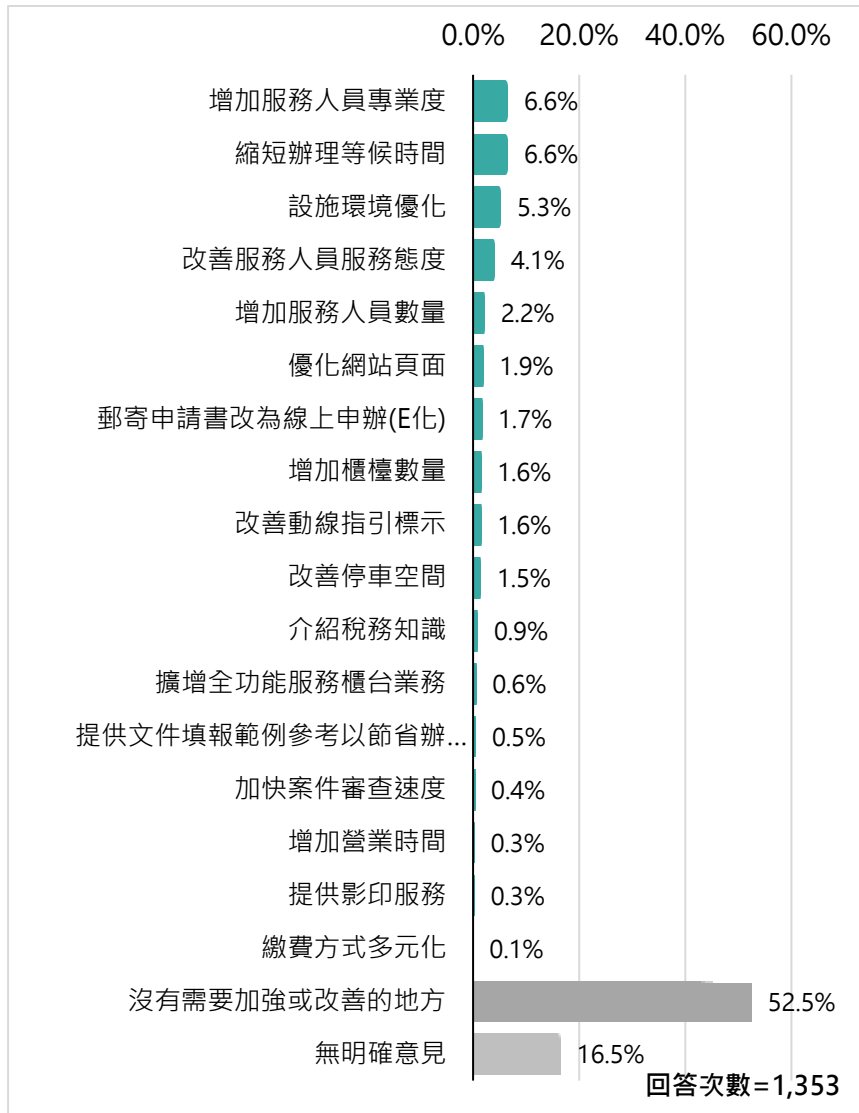 0.0% 20.0% 40.0% 60.0%
增加服務人員專業度 6.6%
縮短辦理等候時間 6.6%
設施環境優化 5.3%
改善服務人員服務態度 4.1%
增加服務人員數量 2.2%
優化網站頁面 1.9%
郵寄申請書改為線上申辦(E化) 1.7%
增加櫃檯數量 1.6%
改善動線指引標示 1.6%
改善停車空間 1.5%
介紹稅務知識 0.9%
擴增全功能服務櫃台業務 0.6%
提供文件填報範例參考以節省辦… 0.5%
加快案件審查速度 0.4%
增加營業時間 0.3%
提供影印服務 0.3%
繳費方式多元化 0.1%
沒有需要加強或改善的地方 52.5%
無明確意見 16.5%
回答次數=1,353